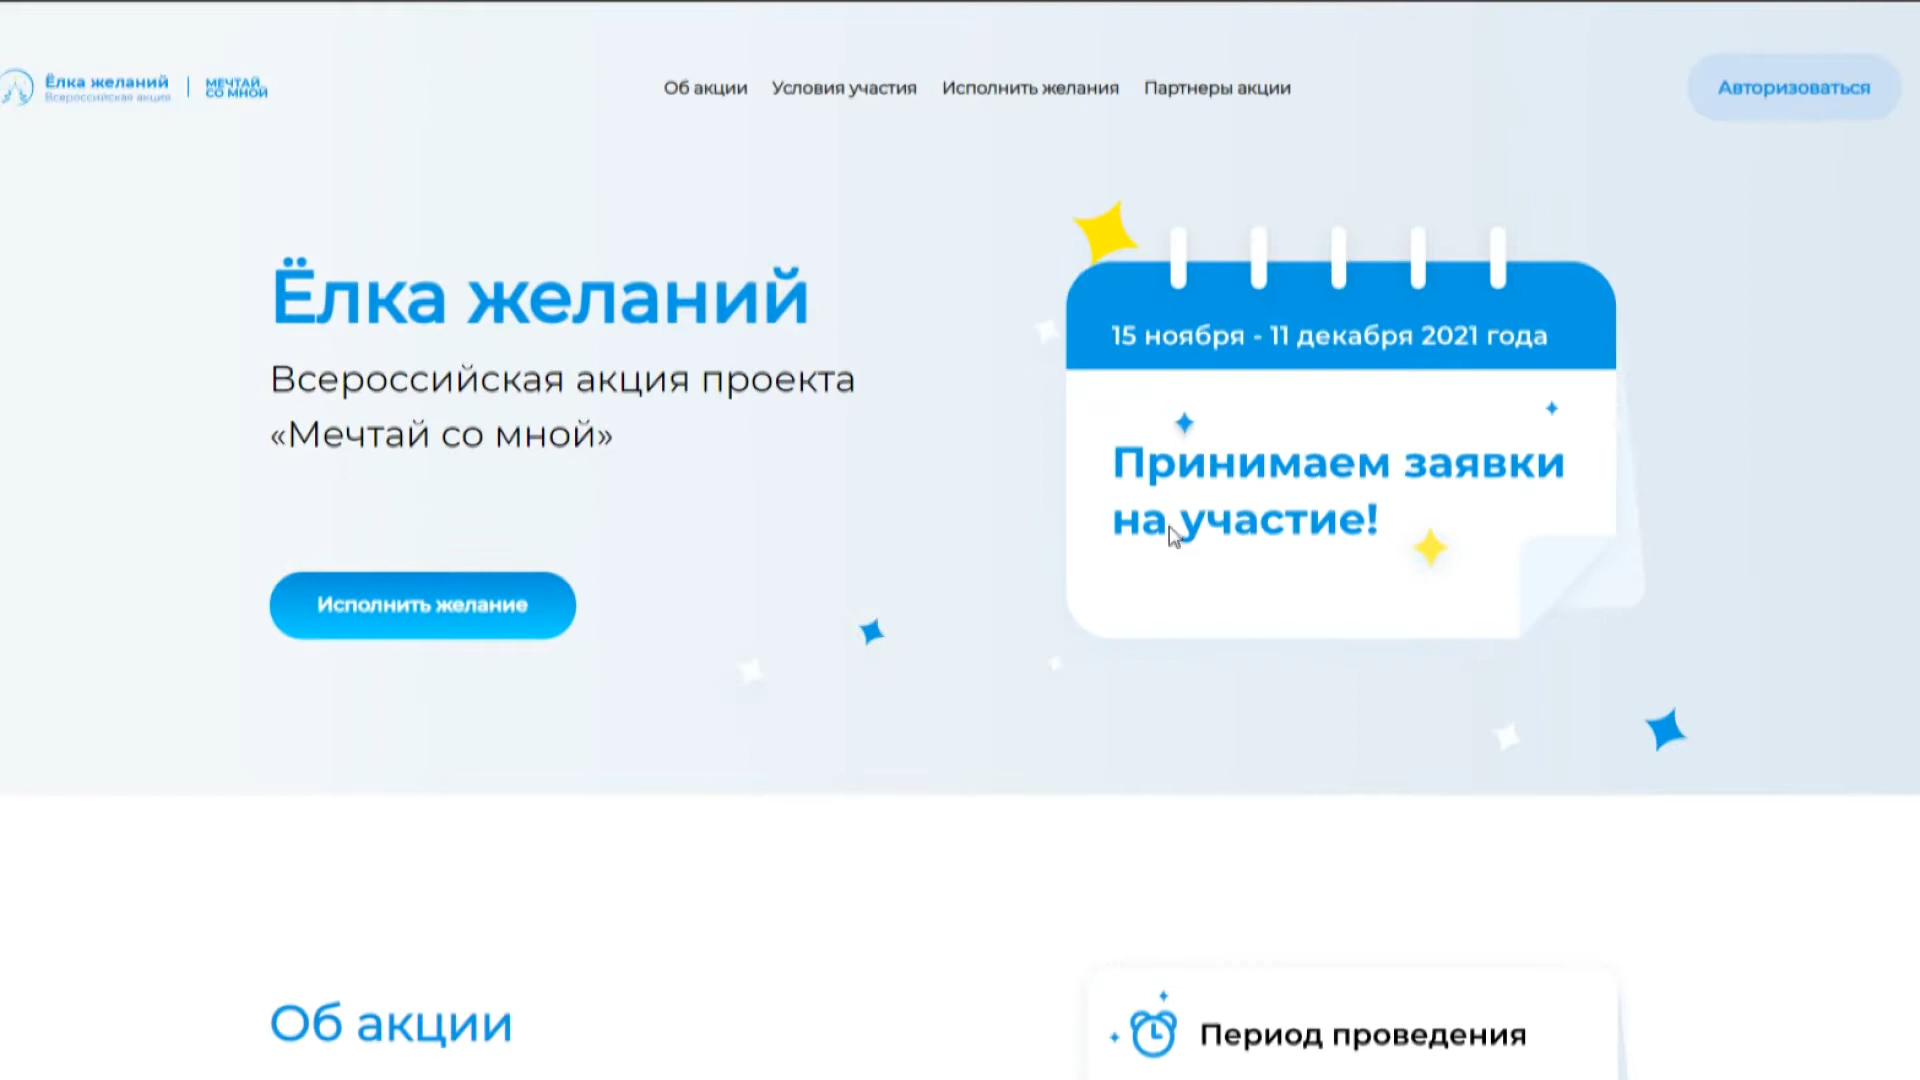 Ёлка желаний
Всероссийская акция
МЕЧТАЙ
СО МНОЙ
Об акции
Условия участия
Исполнить желания
Партнеры акции
Авторизоваться
Ёлка желаний
Всероссийская акция проекта
«Мечтай со мной»
Исполнить желание
15 ноября - 11 декабря 2021 года
Принимаем заявки
на участие!
Об акции
Период проведения